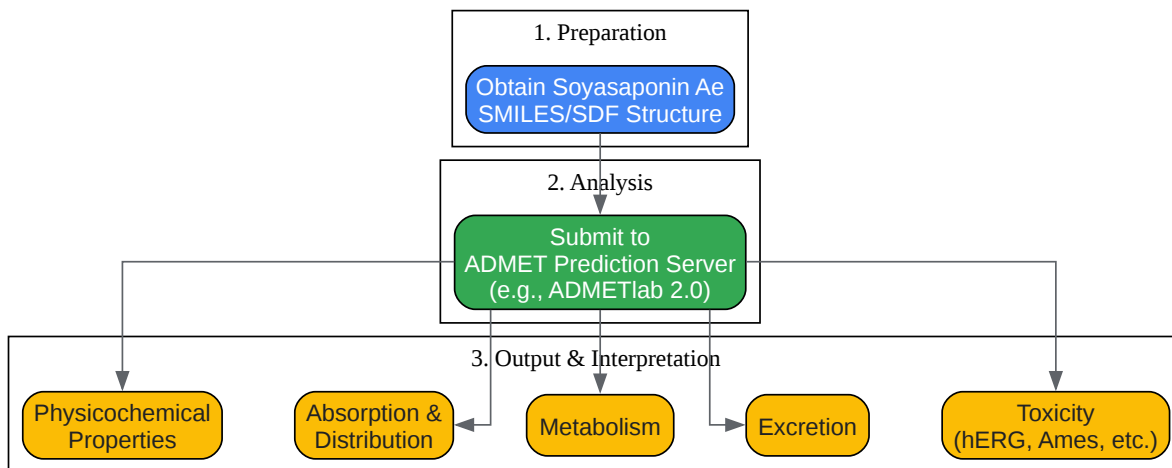 1. Preparation
Obtain Soyasaponin Ae
SMILES/SDF Structure
2. Analysis
Submit to
ADMET Prediction Server
(e.g., ADMETlab 2.0)
3. Output & Interpretation
Physicochemical
Properties
Absorption &
Distribution
Metabolism
Excretion
Toxicity
(hERG, Ames, etc.)